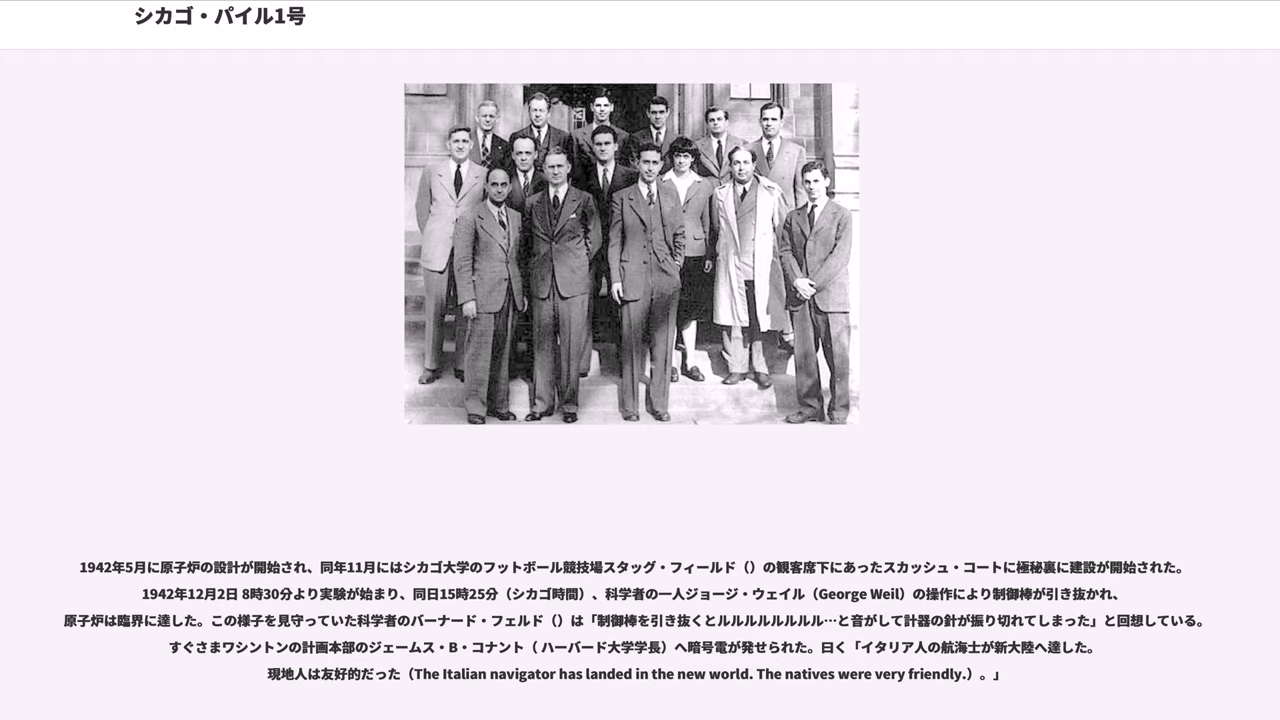 シカゴ・パイル1号
1942年5月に原子炉の設計が開始され、同年11月にはシカゴ大学のフットボール競技場スタッグ・フィールド（）の観客席下にあったスカッシュ・コートに極秘裏に建設が開始された。
1942年12月2日 8時30分より実験が始まり、同日15時25分（シカゴ時間）、科学者の一人ジョージ・ウェイル（George Weil）の操作により制御棒が引き抜かれ、
原子炉は臨界に達した。この様子を見守っていた科学者のバーナード・フェルド（）は「制御棒を引き抜くとルルルルルルルル…と音がして計器の針が振り切れてしまった」と回想している。
すぐさまワシントンの計画本部のジェームス・B・コナント（ ハーバード大学学長）へ暗号電が発せられた。曰く「イタリア人の航海士が新大陸へ達した。
現地人は友好的だった（The Italian navigator has landed in the new world. The natives were very friendly.）。」